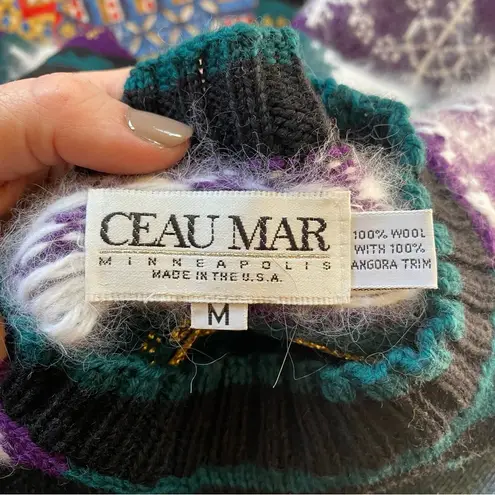 CEAU MAR
MINNEAPOLIS
MADE IN THE U.S.A.
M
100% WOOL
WITH 100%
ANGORA TRIM